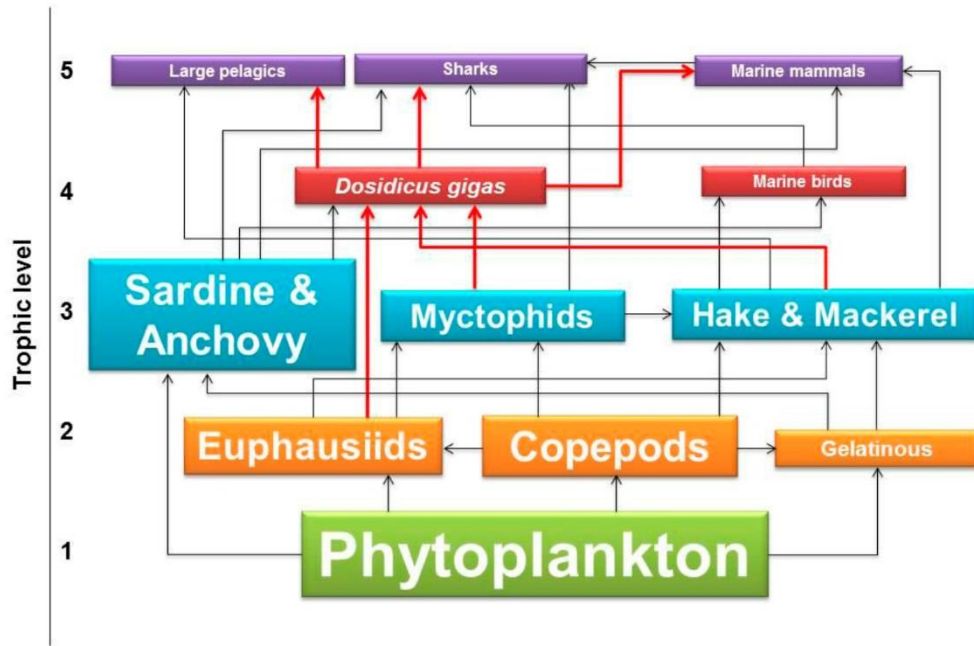 5
Large pelagics
Sharks
Marine mammals
4
Dosidicus gigas
Marine birds
Trophic level
3
Sardine &
Anchovy
Myctophids
Hake & Mackerel
2
Euphausiids
Copepods
Gelatinous
1
Phytoplankton